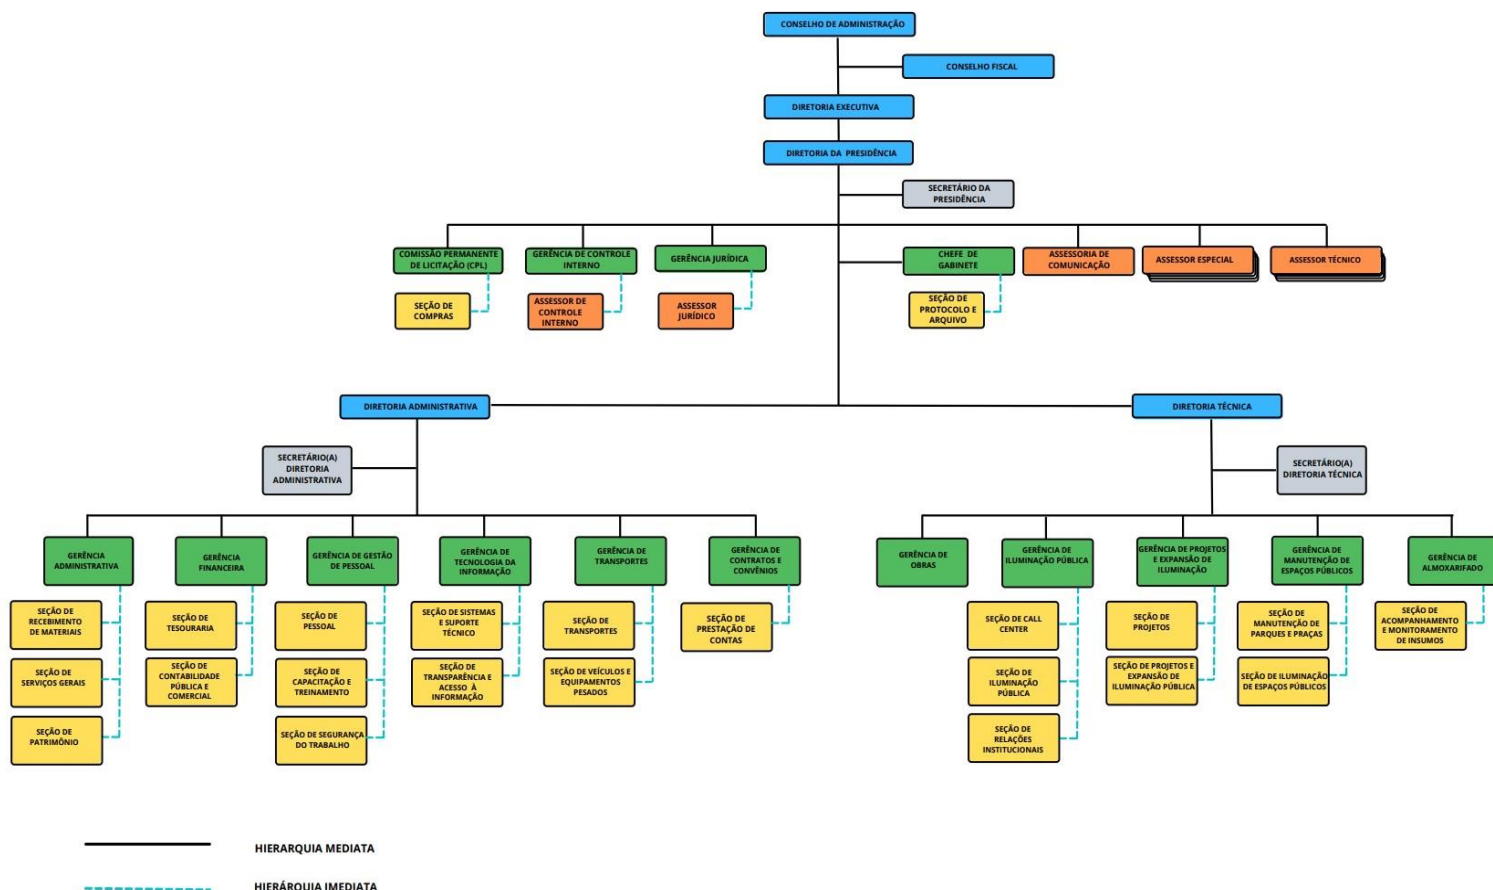 CONSELHO DE ADMINISTRAÇÃO
CONSELHO FISCAL
DIRETORIA EXECUTIVA
DIRETORIA DA PRESIDÊNCIA
SECRETÁRIO DA
PRESIDÊNCIA
COMISSÃO PERMANENTE
DE LICITAÇÃO (CPL)
GERÊNCIA DE CONTROLE
INTERNO
GERÊNCIA JURÍDICA
CHEFE DE
GABINETE
ASSESSORIA DE
COMUNICAÇÃO
ASSESSOR ESPECIAL
ASSESSOR TÉCNICO
SEÇÃO DE
COMPRAS
ASSESSOR DE
CONTROLE
INTERNO
ASSESSOR
JURÍDICO
SEÇÃO DE
PROTOCOLO E
ARQUIVO
DIRETORIA ADMINISTRATIVA
DIRETORIA TÉCNICA
SECRETÁRIO(A)
DIRETORIA
ADMINISTRATIVA
SECRETÁRIO(A)
DIRETORIA TÉCNICA
GERÊNCIA
ADMINISTRATIVA
GERÊNCIA
FINANCEIRA
GERÊNCIA DE GESTÃO
DE PESSOAL
GERÊNCIA DE
TECNOLOGIA DA
INFORMAÇÃO
GERÊNCIA DE
TRANSPORTES
GERÊNCIA DE
CONTRATOS E
CONVÊNIOS
GERÊNCIA DE
OBRAS
GERÊNCIA DE
ILUMINAÇÃO PÚBLICA
GERÊNCIA DE PROJETOS
E EXPANSÃO DE
ILUMINAÇÃO
GERÊNCIA DE
MANUTENÇÃO DE
ESPAÇOS PÚBLICOS
GERÊNCIA DE
ALMOXARIFADO
SEÇÃO DE
RECEBIMENTO
DE MATERIAIS
SEÇÃO DE
TESOURARIA
SEÇÃO DE
PESSOAL
SEÇÃO DE SISTEMAS
E SUPORTE
TÉCNICO
SEÇÃO DE
TRANSPORTES
SEÇÃO DE
PRESTAÇÃO DE
CONTAS
SEÇÃO DE CALL
CENTER
SEÇÃO DE
PROJETOS
SEÇÃO DE
MANUTENÇÃO DE
PARQUES E PRAÇAS
SEÇÃO DE
ACOMPANHAMENTO
E MONITORAMENTO
DE INSUMOS
SEÇÃO DE
SERVIÇOS GERAIS
SEÇÃO DE
CONTABILIDADE
PÚBLICA E
COMERCIAL
SEÇÃO DE
CAPACITAÇÃO E
TREINAMENTO
SEÇÃO DE
TRANSPARÊNCIA E
ACESSO À
INFORMAÇÃO
SEÇÃO DE VEÍCULOS E
EQUIPAMENTOS
PESADOS
SEÇÃO DE
ILUMINAÇÃO
PÚBLICA
SEÇÃO DE PROJETOS E
EXPANSÃO DE
ILUMINAÇÃO PÚBLICA
SEÇÃO DE ILUMINAÇÃO
DE ESPAÇOS PÚBLICOS
SEÇÃO DE
PATRIMÔNIO
SEÇÃO DE SEGURANÇA
DO TRABALHO
SEÇÃO DE
RELAÇÕES
INSTITUCIONAIS
HIERARQUIA MEDIATA
HIERÁRQUIA IMEDIATA